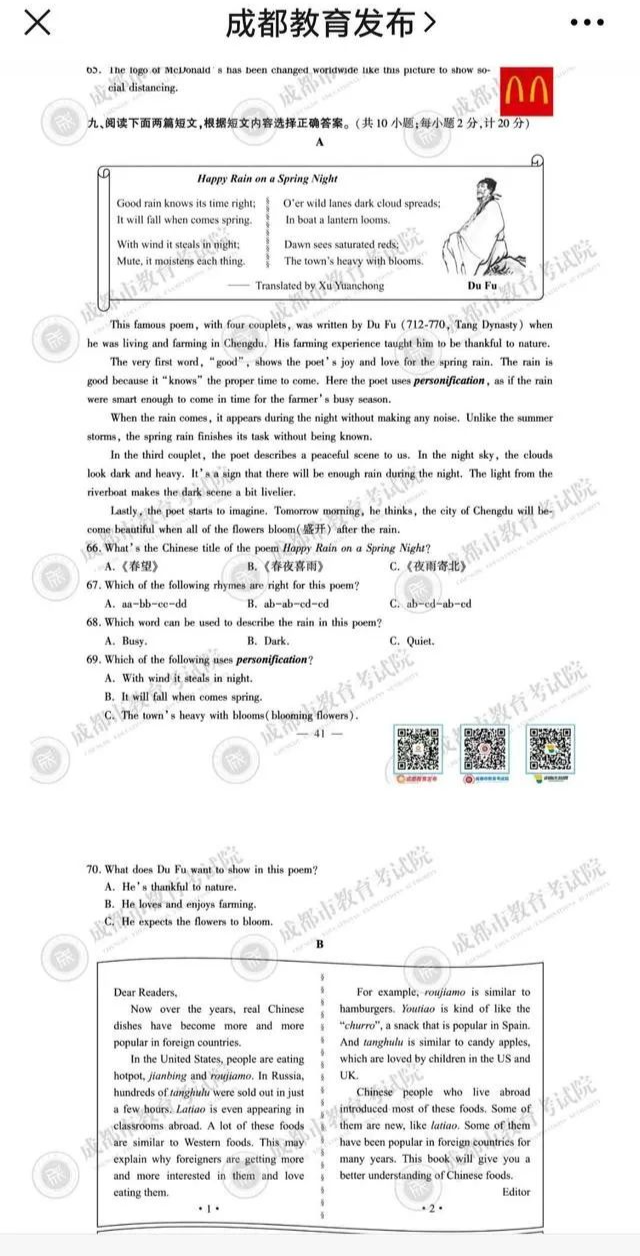 成都教育发布
65. The logo of McDonald's has been changed worldwide like this picture to show so-
cial distancing.
九、阅读下面两篇短文,根据短文内容选择正确答案。(共 10 小题;每小题 2 分,计 20 分)
A
Happy Rain on a Spring Night
Good rain knows its time right;
It will fall when comes spring.
With wind it steals in night;
Mute, it moistens each thing.
O'er wild lanes dark cloud spreads;
In boat a lantern looms.
Dawn sees saturated reds;
The town's heavy with blooms.
—— Translated by Xu Yuanchong
Du Fu
This famous poem, with four couplets, was written by Du Fu (712-770, Tang Dynasty) when
he was living and farming in Chengdu. His farming experience taught him to be thankful to nature.
The very first word, "good", shows the poet's joy and love for the spring rain. The rain is
good because it "knows" the proper time to come. Here the poet uses personification, as if the rain
were smart enough to come in time for the farmer's busy season.
When the rain comes, it appears during the night without making any noise. Unlike the summer
storms, the spring rain finishes its task without being known.
In the third couplet, the poet describes a peaceful scene to us. In the night sky, the clouds
look dark and heavy. It's a sign that there will be enough rain during the night. The light from the
riverboat makes the dark scene a bit livelier.
Lastly, the poet starts to imagine. Tomorrow morning, he thinks, the city of Chengdu will be-
come beautiful when all of the flowers bloom(盛开) after the rain.
66. What's the Chinese title of the poem Happy Rain on a Spring Night?
A.《春望》 B.《春夜喜雨》 C.《夜雨寄北》
67. Which of the following rhymes are right for this poem?
A. aa-bb-cc-dd B. ab-ab-cd-cd C. ab-cd-ab-cd
68. Which word can be used to describe the rain in this poem?
A. Busy. B. Dark. C. Quiet.
69. Which of the following uses personification?
A. With wind it steals in night.
B. It will fall when comes spring.
C. The town's heavy with blooms(blooming flowers).
— 41 —
70. What does Du Fu want to show in this poem?
A. He's thankful to nature.
B. He loves and enjoys farming.
C. He expects the flowers to bloom.
B
Dear Readers,
Now over the years, real Chinese
dishes have become more and more
popular in foreign countries.
In the United States, people are eating
hotpot, jianbing and roujiamo. In Russia,
hundreds of tanghulu were sold out in just
a few hours. Latiao is even appearing in
classrooms abroad. A lot of these foods
are similar to Western foods. This may
explain why foreigners are getting more
and more interested in them and love
eating them.
·1·
For example, roujiamo is similar to
hamburgers. Youtiao is kind of like the
"churro", a snack that is popular in Spain.
And tanghulu is similar to candy apples,
which are loved by children in the US and
UK.
Chinese people who live abroad
introduced most of these foods. Some of
them are new, like latiao. Some of them
have been popular in foreign countries for
many years. This book will give you a
better understanding of Chinese foods.
Editor
·2·
成都市教育考试院